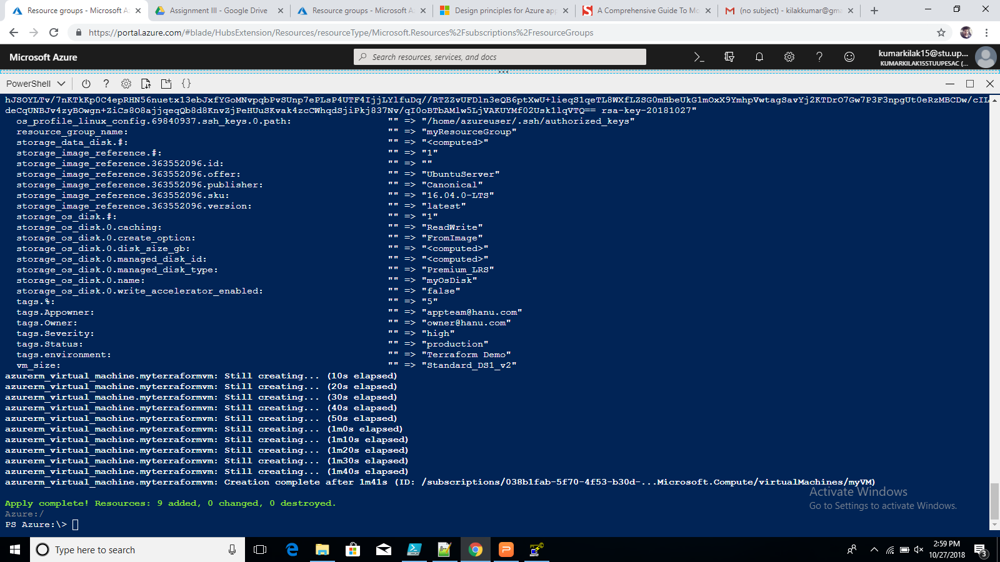 Resource groups - Microsoft A
Assignment III - Google Drive
Resource groups - Microsoft A
Design principles for Azure app
A Comprehensive Guide To Mo
(no subject) - kilakkumar@gma
https://portal.azure.com/#blade/HubsExtension/Resources/resourceType/Microsoft.Resources%2Fsubscriptions%2FresourceGroups
Microsoft Azure
Search resources, services, and docs
kumarkilak15@stu.up...
KUMARKILAK15STUUPESAC (...
PowerShell
hJSOYLTv/7nKTkKp0C4epRHN56nuetx13ebJxfYGoMNvpqbPvSUnp7ePLsP4UTF4IjjLYlfuDq//RTZZvUFDln3eQB6ptXwU+lieqS1qeTL8WXfLZSG0mHbeUkG1mOxX9YmhpVwtagSavYj2KTDrO7Gw7P3F3npgUt0eRzMBCDw/cIL
deCqUNBJv4zyBOwgn+ZiCs8O8ajjqeqQb8d8KnvZjPeHUuSKvak4zcCWhqdSjiPkj837Nv/qI0oBTbAMlw5LjVAKUYMf02Usk1lqVTQ== rsa-key-20181027"
os_profile_linux_config.69840937.ssh_keys.0.path: "" => "/home/azureuser/.ssh/authorized_keys"
resource_group_name: "" => "myResourceGroup"
storage_data_disk.#: "" => "<computed>"
storage_image_reference.#: "" => "1"
storage_image_reference.363552096.id: "" => ""
storage_image_reference.363552096.offer: "" => "UbuntuServer"
storage_image_reference.363552096.publisher: "" => "Canonical"
storage_image_reference.363552096.sku: "" => "16.04.0-LTS"
storage_image_reference.363552096.version: "" => "latest"
storage_os_disk.#: "" => "1"
storage_os_disk.0.caching: "" => "ReadWrite"
storage_os_disk.0.create_option: "" => "FromImage"
storage_os_disk.0.disk_size_gb: "" => "<computed>"
storage_os_disk.0.managed_disk_id: "" => "<computed>"
storage_os_disk.0.managed_disk_type: "" => "Premium_LRS"
storage_os_disk.0.name: "" => "myOsDisk"
storage_os_disk.0.write_accelerator_enabled: "" => "false"
tags.%: "" => "5"
tags.Appowner: "" => "appteam@hanu.com"
tags.Owner: "" => "owner@hanu.com"
tags.Severity: "" => "high"
tags.Status: "" => "production"
tags.environment: "" => "Terraform Demo"
vm_size: "" => "Standard_DS1_v2"
azurerm_virtual_machine.myterraformvm: Still creating... (10s elapsed)
azurerm_virtual_machine.myterraformvm: Still creating... (20s elapsed)
azurerm_virtual_machine.myterraformvm: Still creating... (30s elapsed)
azurerm_virtual_machine.myterraformvm: Still creating... (40s elapsed)
azurerm_virtual_machine.myterraformvm: Still creating... (50s elapsed)
azurerm_virtual_machine.myterraformvm: Still creating... (1m0s elapsed)
azurerm_virtual_machine.myterraformvm: Still creating... (1m10s elapsed)
azurerm_virtual_machine.myterraformvm: Still creating... (1m20s elapsed)
azurerm_virtual_machine.myterraformvm: Still creating... (1m30s elapsed)
azurerm_virtual_machine.myterraformvm: Still creating... (1m40s elapsed)
azurerm_virtual_machine.myterraformvm: Creation complete after 1m41s (ID: /subscriptions/038b1fab-5f70-4f53-b30d-...Microsoft.Compute/virtualMachines/myVM)
Activate Windows
Go to Settings to activate Windows.
Apply complete! Resources: 9 added, 0 changed, 0 destroyed.
Azure:/
PS Azure:\>
Type here to search
2:59 PM
10/27/2018
3